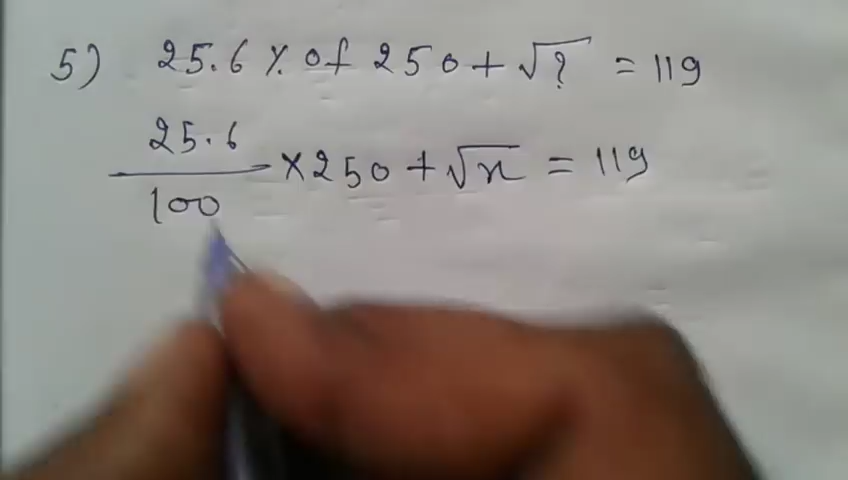 5) 25.6 % of 250 + √? = 119
25.6
/100 × 250 + √x = 119